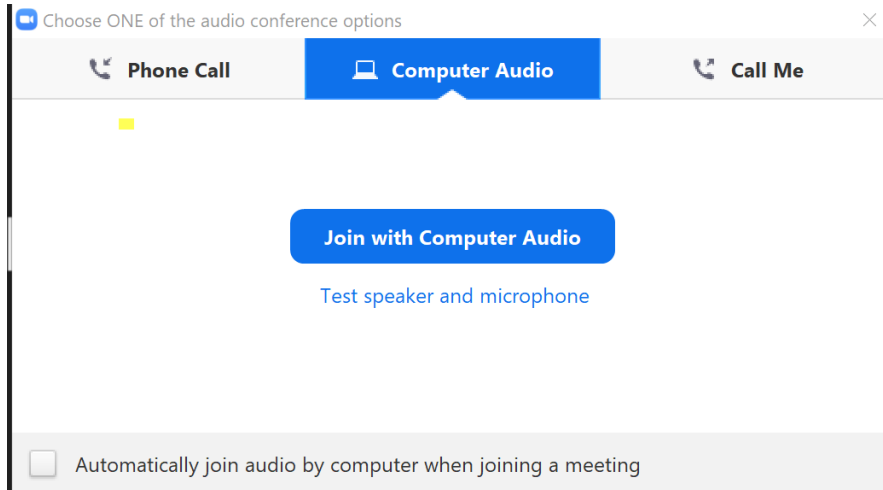 Choose ONE of the audio conference options
Phone Call
Computer Audio
Call Me
Join with Computer Audio
Test speaker and microphone
Automatically join audio by computer when joining a meeting